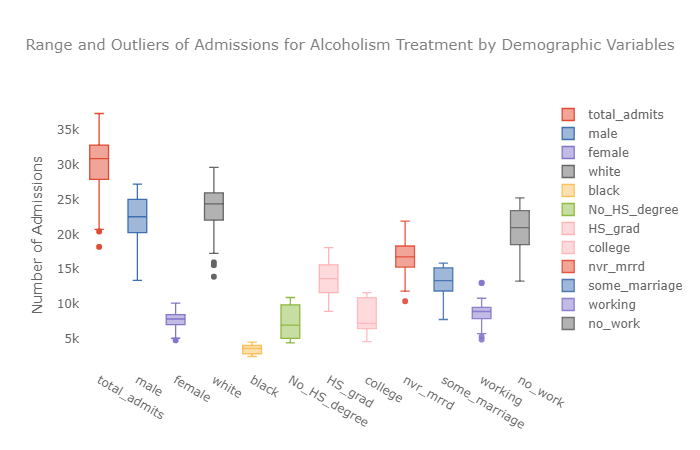 Range and Outliers of Admissions for Alcoholism Treatment by Demographic Variables
Number of Admissions
35k
30k
25k
20k
15k
10k
5k
total_admits
male
female
white
black
No_HS_degree
HS_grad
college
nvr_mrrd
some_marriage
working
no_work
total_admits
male
female
white
black
No_HS_degree
HS_grad
college
nvr_mrrd
some_marriage
working
no_work